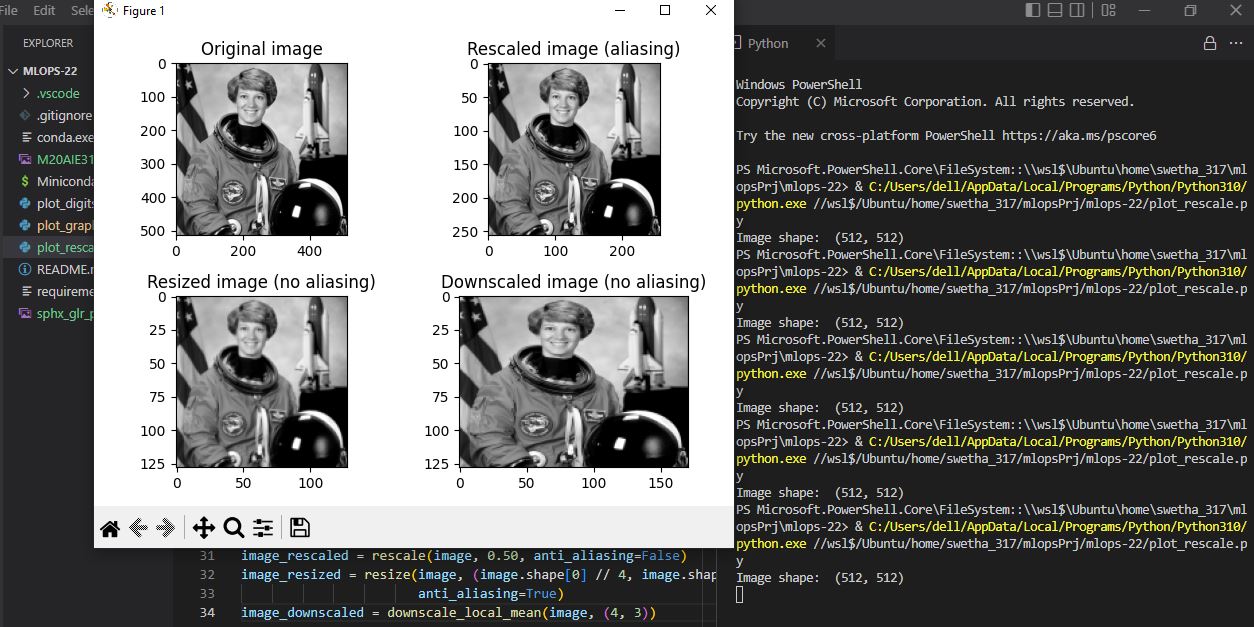 File Edit Sele
Figure 1
EXPLORER
MLOPS-22
.vscode
.gitignore
conda.exe
M20AIE31
$ Miniconda
plot_digits
plot_grap
plot_resca
README.m
requireme
sphx_glr_p
Original image
0
100
200
300
400
500
0 200 400
Rescaled image (aliasing)
0
50
100
150
200
250
0 100 200
Resized image (no aliasing)
0
25
50
75
100
125
0 50 100
Downscaled image (no aliasing)
0
25
50
75
100
125
0 50 100 150
31 image_rescaled = rescale(image, 0.50, anti_aliasing=False)
32 image_resized = resize(image, (image.shape[0] // 4, image.shap
33 anti_aliasing=True)
34 image_downscaled = downscale_local_mean(image, (4, 3))
Python
Windows PowerShell
Copyright (C) Microsoft Corporation. All rights reserved.
Try the new cross-platform PowerShell https://aka.ms/pscore6
PS Microsoft.PowerShell.Core\FileSystem::\\wsl$\Ubuntu\home\swetha_317\ml
opsPrj\mlops-22> & C:/Users/dell/AppData/Local/Programs/Python/Python310/
python.exe //wsl$/Ubuntu/home/swetha_317/mlopsPrj/mlops-22/plot_rescale.p
y
Image shape: (512, 512)
PS Microsoft.PowerShell.Core\FileSystem::\\wsl$\Ubuntu\home\swetha_317\ml
opsPrj\mlops-22> & C:/Users/dell/AppData/Local/Programs/Python/Python310/
python.exe //wsl$/Ubuntu/home/swetha_317/mlopsPrj/mlops-22/plot_rescale.p
y
Image shape: (512, 512)
PS Microsoft.PowerShell.Core\FileSystem::\\wsl$\Ubuntu\home\swetha_317\ml
opsPrj\mlops-22> & C:/Users/dell/AppData/Local/Programs/Python/Python310/
python.exe //wsl$/Ubuntu/home/swetha_317/mlopsPrj/mlops-22/plot_rescale.p
y
Image shape: (512, 512)
PS Microsoft.PowerShell.Core\FileSystem::\\wsl$\Ubuntu\home\swetha_317\ml
opsPrj\mlops-22> & C:/Users/dell/AppData/Local/Programs/Python/Python310/
python.exe //wsl$/Ubuntu/home/swetha_317/mlopsPrj/mlops-22/plot_rescale.p
y
Image shape: (512, 512)
PS Microsoft.PowerShell.Core\FileSystem::\\wsl$\Ubuntu\home\swetha_317\ml
opsPrj\mlops-22> & C:/Users/dell/AppData/Local/Programs/Python/Python310/
python.exe //wsl$/Ubuntu/home/swetha_317/mlopsPrj/mlops-22/plot_rescale.p
y
Image shape: (512, 512)